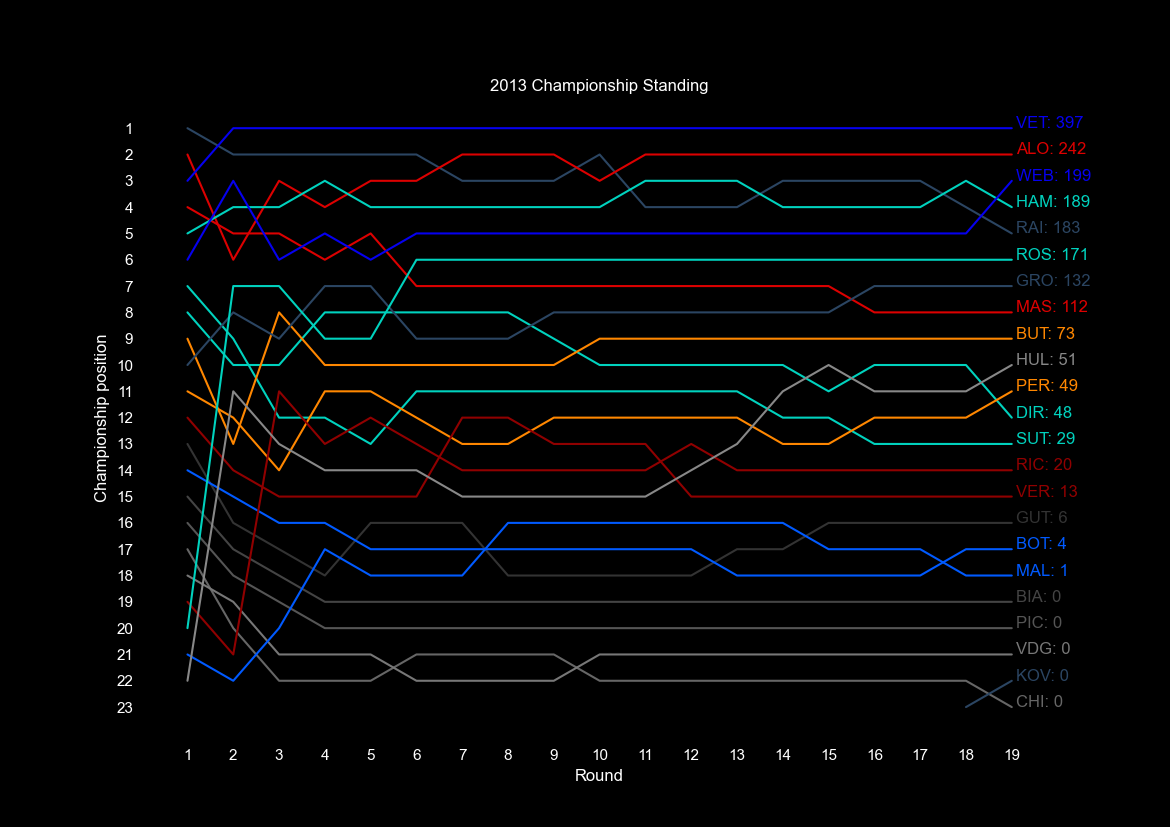 2013 Championship Standing
Championship position
1
2
3
4
5
6
7
8
9
10
11
12
13
14
15
16
17
18
19
20
21
22
23
VET: 397
ALO: 242
WEB: 199
HAM: 189
RAI: 183
ROS: 171
GRO: 132
MAS: 112
BUT: 73
HUL: 51
PER: 49
DIR: 48
SUT: 29
RIC: 20
VER: 13
GUT: 6
BOT: 4
MAL: 1
BIA: 0
PIC: 0
VDG: 0
KOV: 0
CHI: 0
1 2 3 4 5 6 7 8 9 10 11 12 13 14 15 16 17 18 19
Round